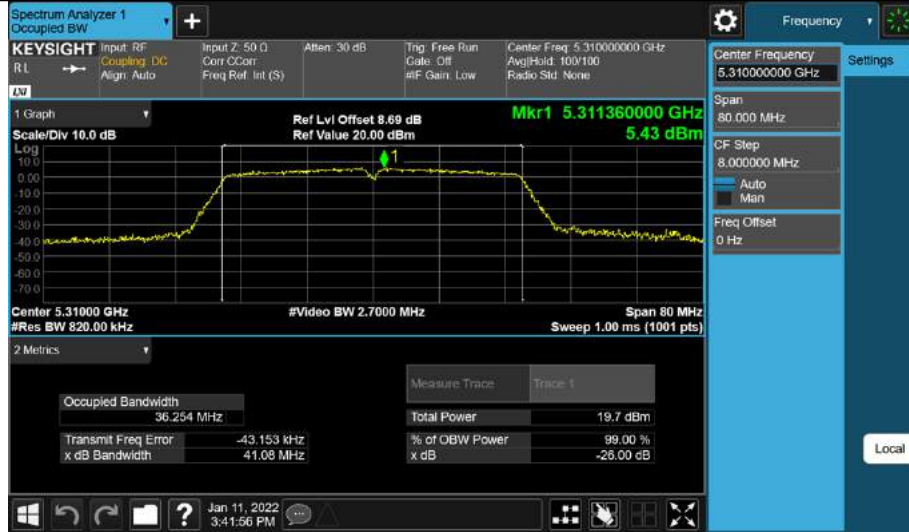 Spectrum Analyzer 1
Occupied BW
Frequency
KEYSIGHT
RL
LXI
Input: RF
Coupling: DC
Align: Auto
Input Z: 50 Ω
Corr CCorr
Freq Ref: Int (S)
Atten: 30 dB
Trig: Free Run
Gate: Off
#IF Gain: Low
Center Freq: 5.310000000 GHz
Avg|Hold: 100/100
Radio Std: None
Center Frequency
5.310000000 GHz
Settings
Span
80.000 MHz
CF Step
8.000000 MHz
Auto
Man
Freq Offset
0 Hz
Local
1 Graph
Scale/Div 10.0 dB
Ref Lvl Offset 8.69 dB
Ref Value 20.00 dBm
Mkr1 5.311360000 GHz
5.43 dBm
Log
10.0
0.00
-10.0
-20.0
-30.0
-40.0
-50.0
-60.0
-70.0
1
Center 5.31000 GHz
#Res BW 820.00 kHz
#Video BW 2.7000 MHz
Span 80 MHz
Sweep 1.00 ms (1001 pts)
2 Metrics
Measure Trace
Trace 1
Occupied Bandwidth
36.254 MHz
Total Power
19.7 dBm
Transmit Freq Error
-43.153 kHz
% of OBW Power
99.00 %
x dB Bandwidth
41.08 MHz
x dB
-26.00 dB
Jan 11, 2022
3:41:56 PM